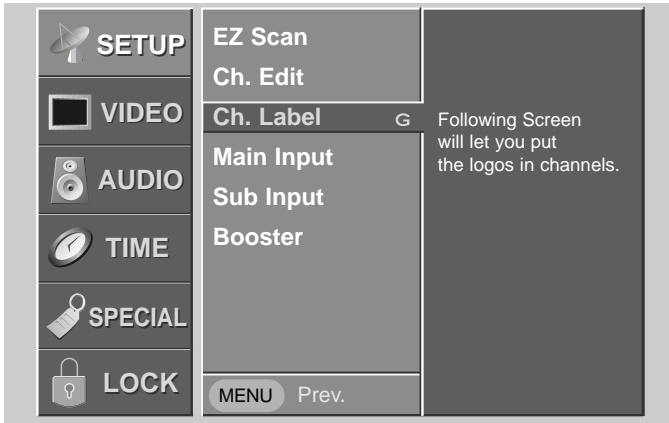 SETUP
VIDEO
AUDIO
TIME
SPECIAL
LOCK
EZ Scan
Ch. Edit
Ch. Label G
Main Input
Sub Input
Booster
MENU Prev.
Following Screen
will let you put
the logos in channels.